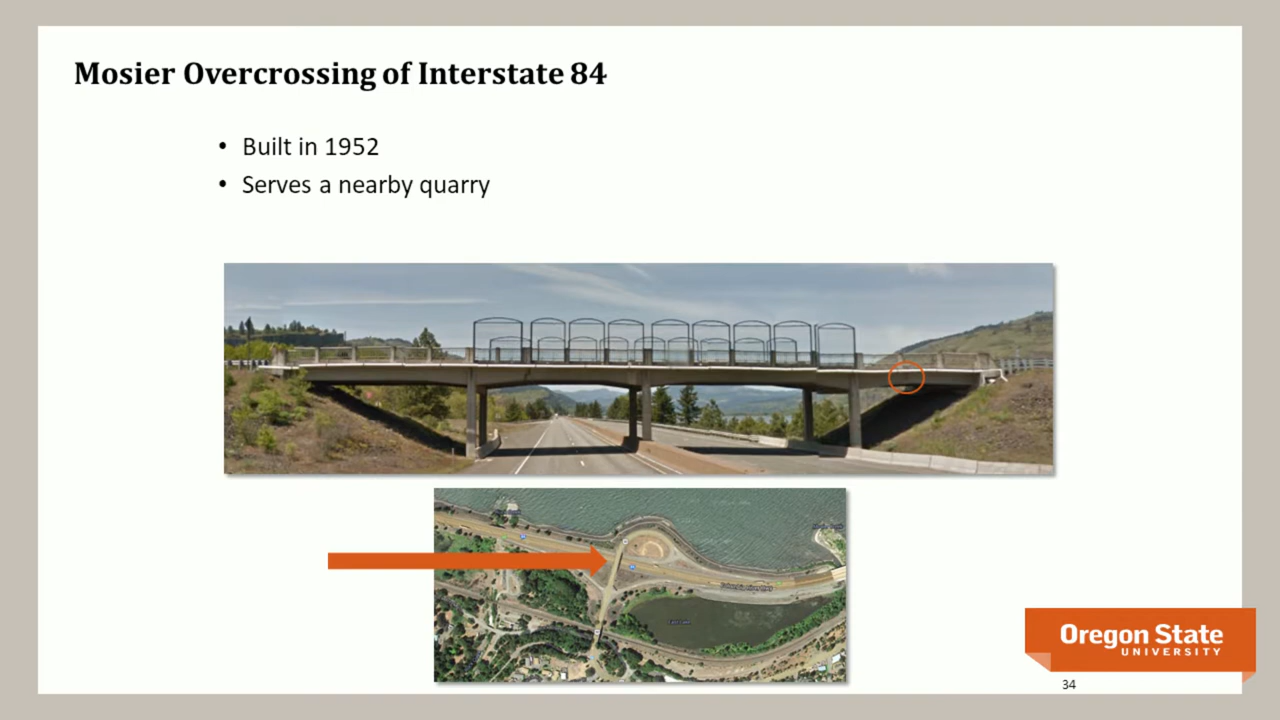 Mosier Overcrossing of Interstate 84
• Built in 1952
• Serves a nearby quarry
Oregon State
UNIVERSITY
34